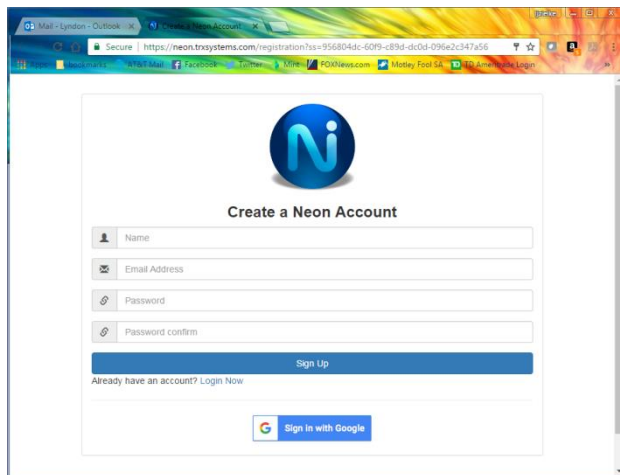 Mail - Lyndon - Outlook
Create a Neon Account
Secure | https://neon.trxsystems.com/registration?ss=956804dc-60f9-c89d-dc0d-096e2c347a56
Apps Bookmarks AT&T Mail Facebook Twitter Mint FOXNews.com Motley Fool SA TD Ameritrade Login
Create a Neon Account
Name
Email Address
Password
Password confirm
Sign Up
Already have an account? Login Now
Sign in with Google